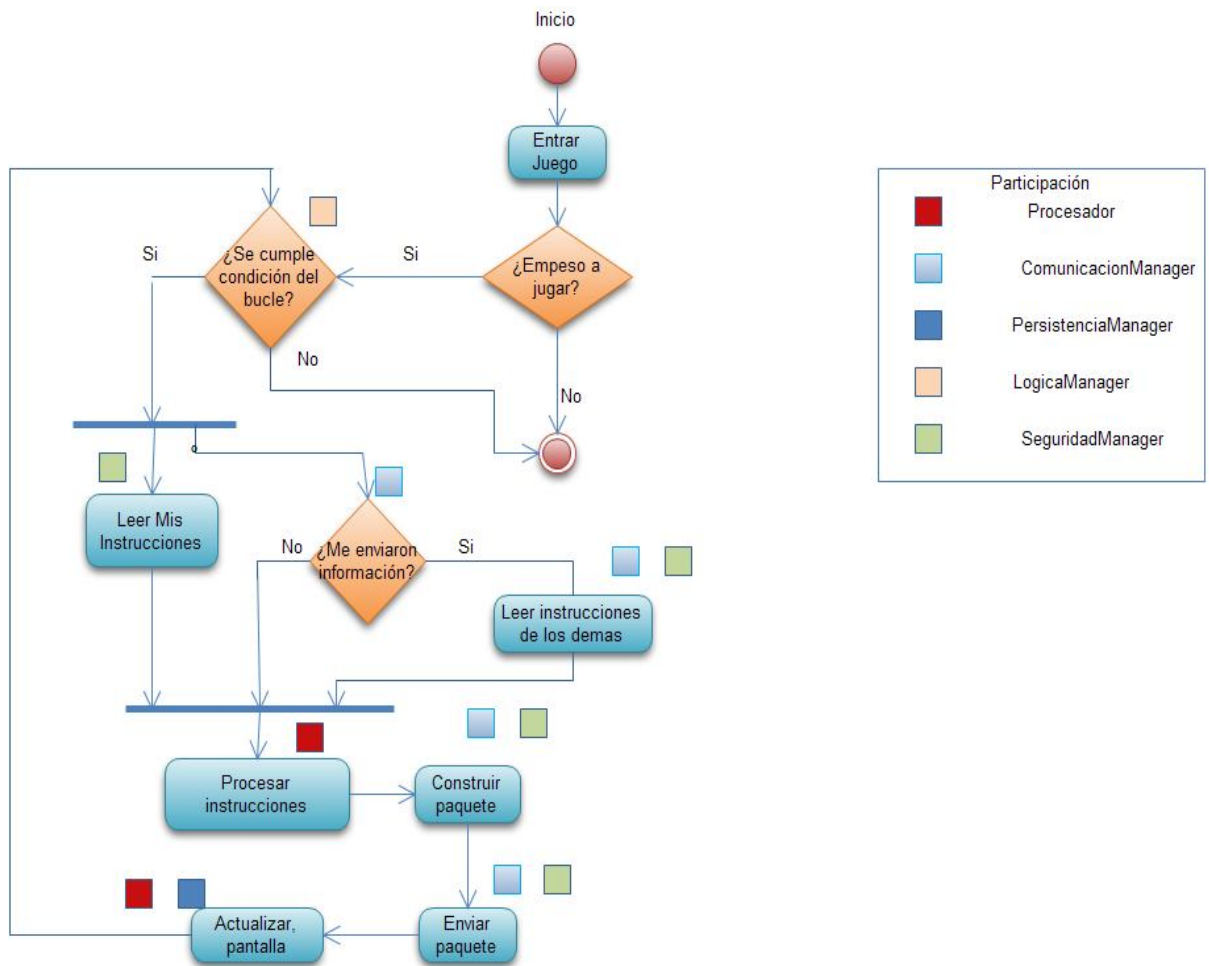 Inicio
Entrar
Juego
¿Empeso a
jugar?
Si
No
¿Se cumple
condición del
bucle?
Si
No
Leer Mis
Instrucciones
¿Me enviaron
información?
No
Si
Leer instrucciones
de los demas
Procesar
instrucciones
Construir
paquete
Enviar
paquete
Actualizar,
pantalla
Participación
Procesador
ComunicacionManager
PersistenciaManager
LogicaManager
SeguridadManager